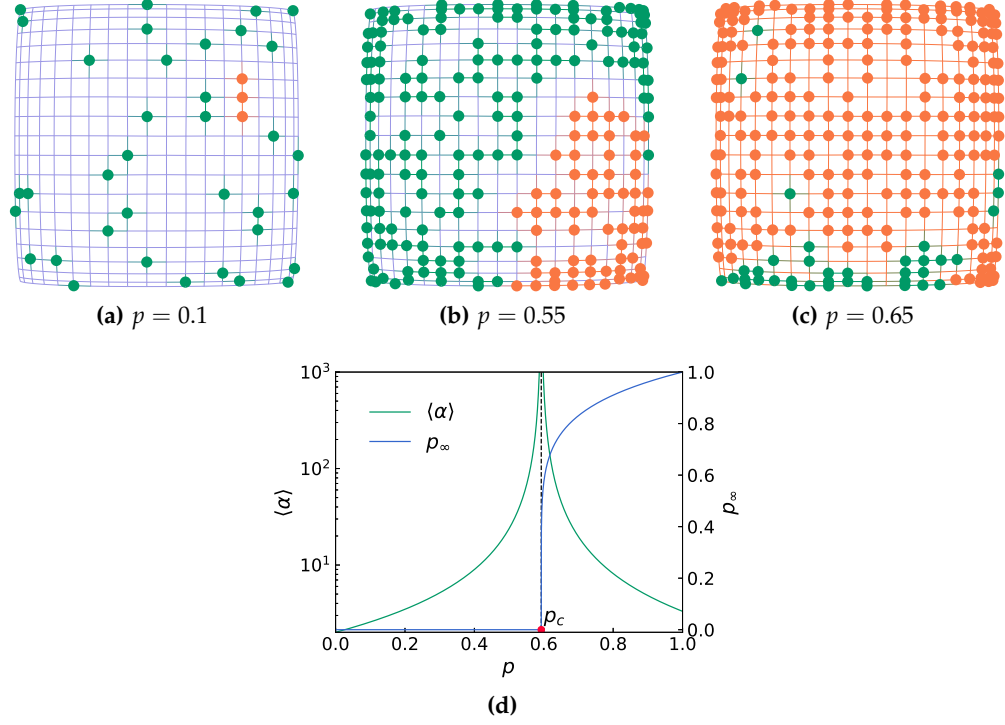 (a) p = 0.1
(b) p = 0.55
(c) p = 0.65
10³
10²
10¹
⟨α⟩
⟨α⟩
p∞
p_c
1.0
0.8
0.6
0.4
0.2
0.0
p∞
0.0 0.2 0.4 0.6 0.8 1.0
p
(d)